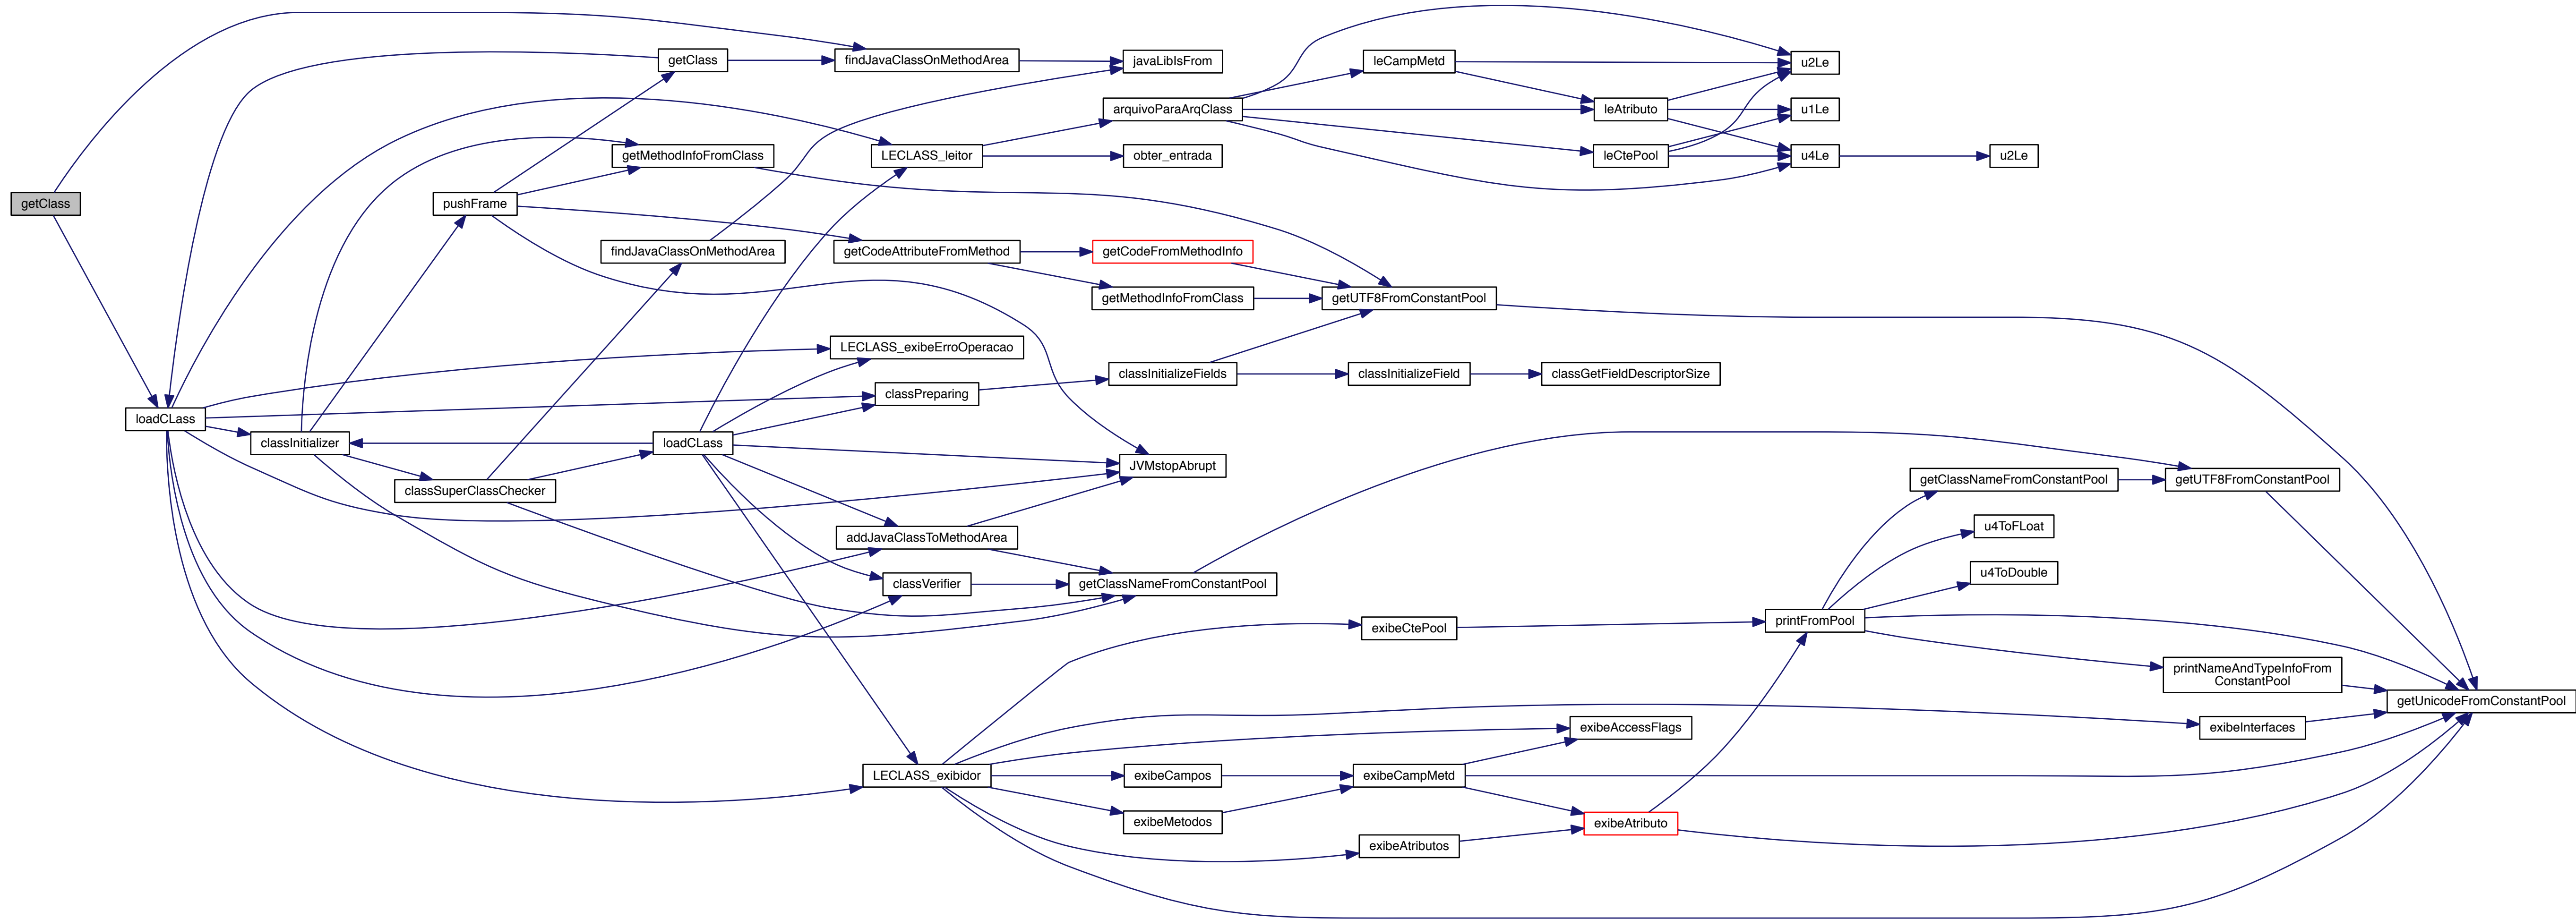 getClass
loadCLass
classInitializer
pushFrame
classSuperClassChecker
getClass
getMethodInfoFromClass
findJavaClassOnMethodArea
loadCLass
findJavaClassOnMethodArea
LECLASS_leitor
getCodeAttributeFromMethod
LECLASS_exibeErroOperacao
classPreparing
addJavaClassToMethodArea
classVerifier
LECLASS_exibidor
javaLibIsFrom
arquivoParaArqClass
obter_entrada
getCodeFromMethodInfo
getMethodInfoFromClass
classInitializeFields
JVMstopAbrupt
getClassNameFromConstantPool
exibeCampos
exibeMetodos
leCampMetd
getUTF8FromConstantPool
classInitializeField
exibeCtePool
exibeCampMetd
exibeAtributos
leAtributo
leCtePool
classGetFieldDescriptorSize
exibeAccessFlags
exibeAtributo
u2Le
u1Le
u4Le
printFromPool
u2Le
getClassNameFromConstantPool
u4ToFLoat
u4ToDouble
getUTF8FromConstantPool
printNameAndTypeInfoFrom
ConstantPool
exibeInterfaces
getUnicodeFromConstantPool